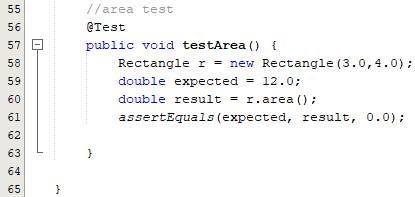 55 //area test
56 @Test
57 public void testArea() {
58 Rectangle r = new Rectangle(3.0,4.0);
59 double expected = 12.0;
60 double result = r.area();
61 assertEquals(expected, result, 0.0);
62
63 }
64
65 }